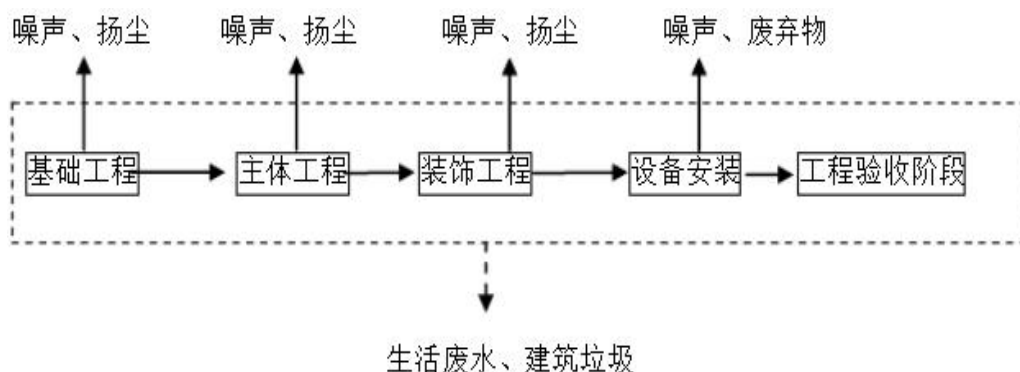 噪声、扬尘 噪声、扬尘 噪声、扬尘 噪声、废弃物
基础工程 主体工程 装饰工程 设备安装 工程验收阶段
生活废水、建筑垃圾